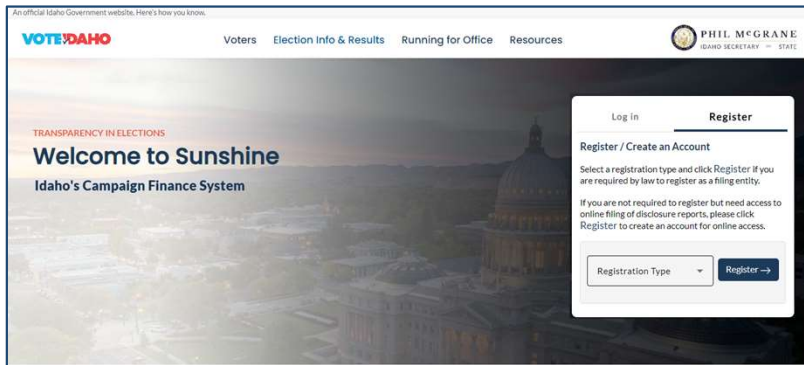 An official Idaho Government website. Here's how you know.
VOTEIDAHO Voters Election Info & Results Running for Office Resources PHIL McGRANE
IDAHO SECRETARY OF STATE
Log in Register
TRANSPARENCY IN ELECTIONS
Welcome to Sunshine
Idaho's Campaign Finance System
Register / Create an Account
Select a registration type and click Register if you
are required by law to register as a filing entity.
If you are not required to register but need access to
online filing of disclosure reports, please click
Register to create an account for online access.
Registration Type Register →